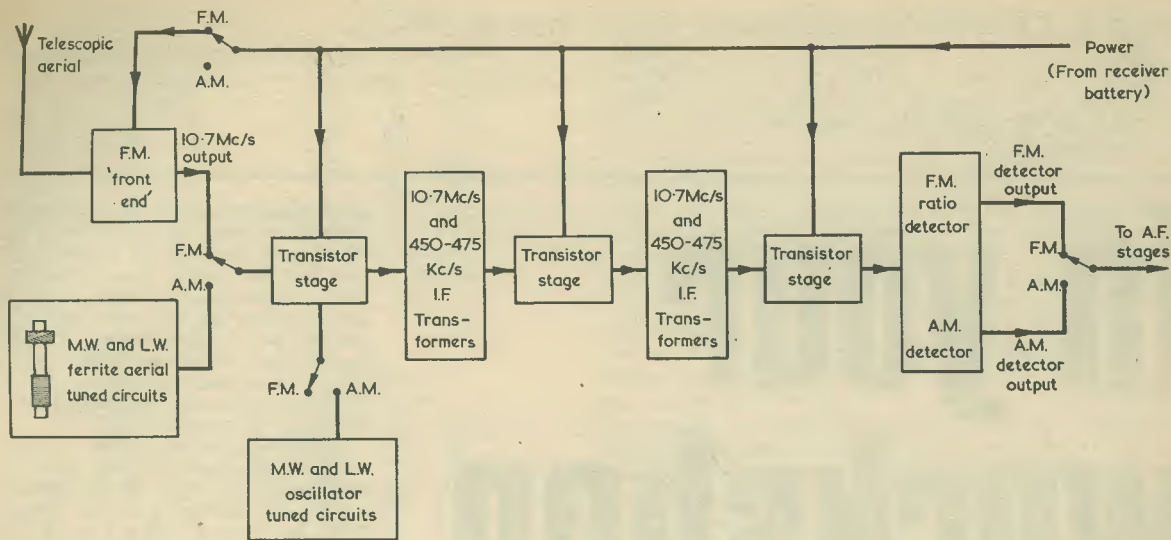 Telescopic
aerial
F.M.
A.M.
Power
(From receiver
battery)
F.M.
'front
end'
10·7Mc/s
output
F.M.
A.M.
M.W. and L.W.
ferrite aerial
tuned circuits
Transistor
stage
F.M.
A.M.
M.W. and L.W.
oscillator
tuned circuits
10·7Mc/s
and
450-475
Kc/s
I.F.
Trans-
formers
Transistor
stage
10·7Mc/s
and
450-475
Kc/s
I.F.
Trans-
formers
Transistor
stage
F.M.
ratio
detector
A.M.
detector
F.M.
detector
output
A.M.
detector
output
F.M.
A.M.
To A.F.
stages